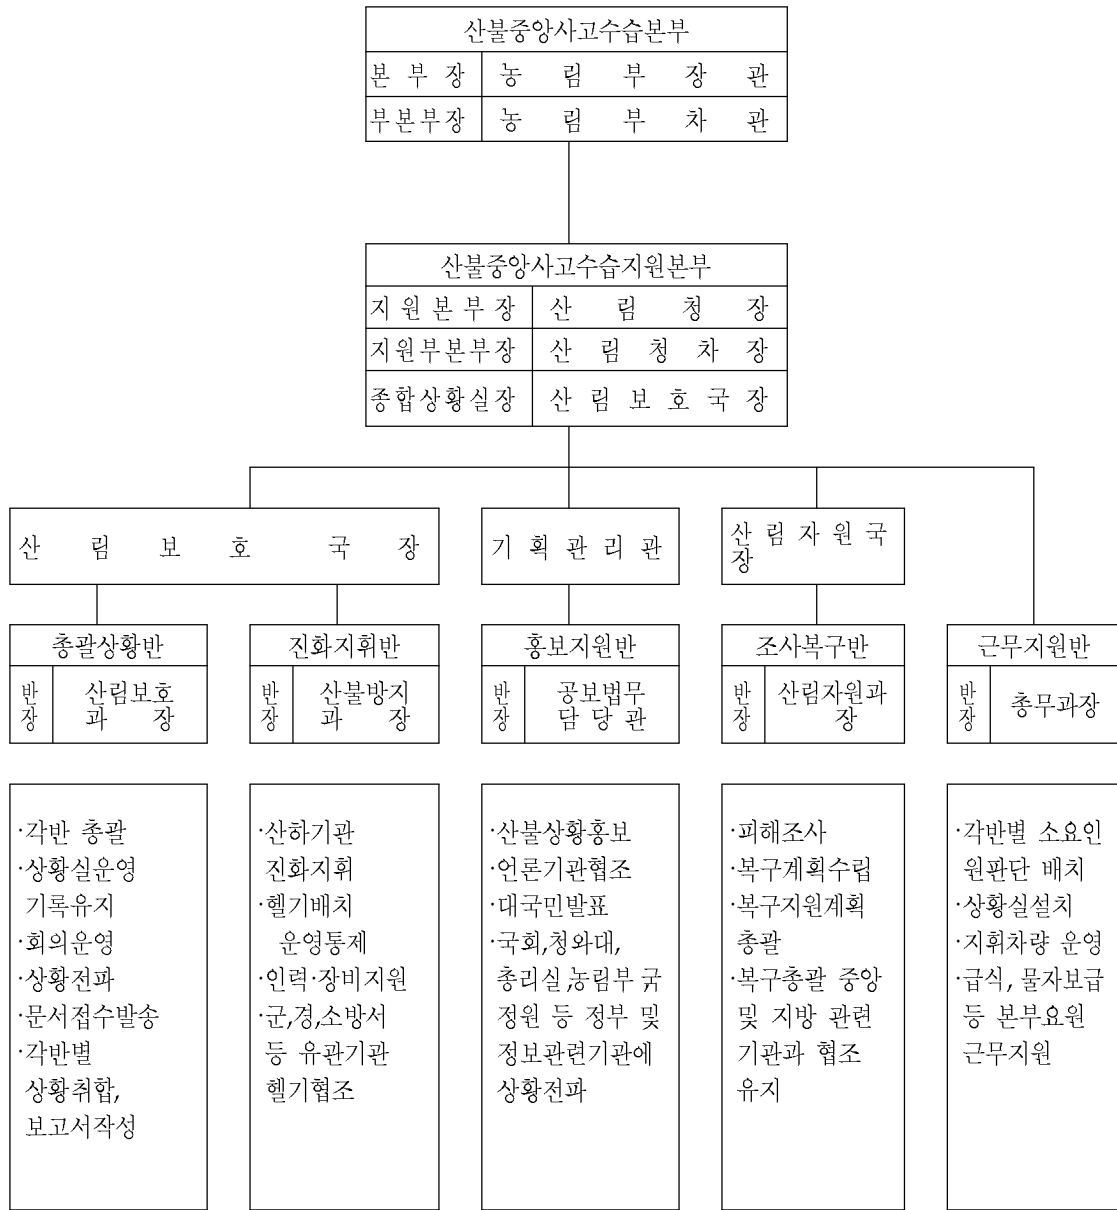 산불중앙사고수습본부
본 부 장 농 림 부 장 관
부본부장 농 림 부 차 관
산불중앙사고수습지원본부
지 원 본 부 장 산 림 청 장
지원부본부장 산 림 청 차 장
종합상황실장 산 림 보 호 국 장
산 림 보 호 국 장
기 획 관 리 관
산 림 자 원 국
장
총괄상황반
반장
산림보호
과 장
진화지휘반
반장
산불방지
과 장
홍보지원반
반장
공보법무
담 당 관
조사복구반
반장
산림자원과
장
근무지원반
반장
총무과장
·각반 총괄
·상황실운영
기록유지
·회의운영
·상황전파
·문서접수발송
·각반별
상황취합,
보고서작성
·산하기관
진화지휘
·헬기배치
운영통제
·인력·장비지원
·군,경,소방서
등 유관기관
헬기협조
·산불상황홍보
·언론기관협조
·대국민발표
·국회,청와대,
총리실,농림부 굵
정원 등 정부 및
정보관련기관에
상황전파
·피해조사
·복구계획수립
·복구지원계획
총괄
·복구총괄 중앙
및 지방 관련
기관과 협조
유지
·각반별 소요인
원판단 배치
·상황실설치
·지휘차량 운영
·급식, 물자보급
등 본부요원
근무지원